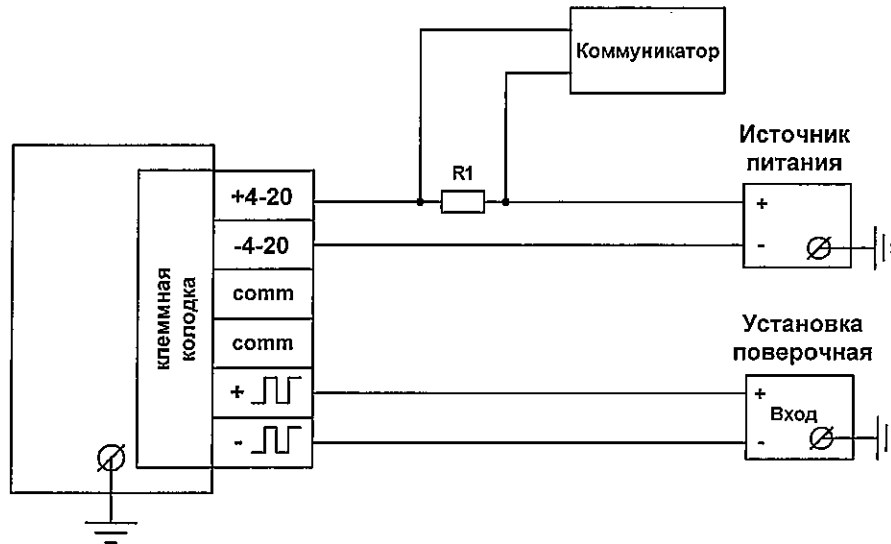 Коммуникатор
Источник
питания
R1
+4-20
+
-4-20
-
клеммная
колодка
comm
comm
Установка
поверочная
+
+
Вход
-
-